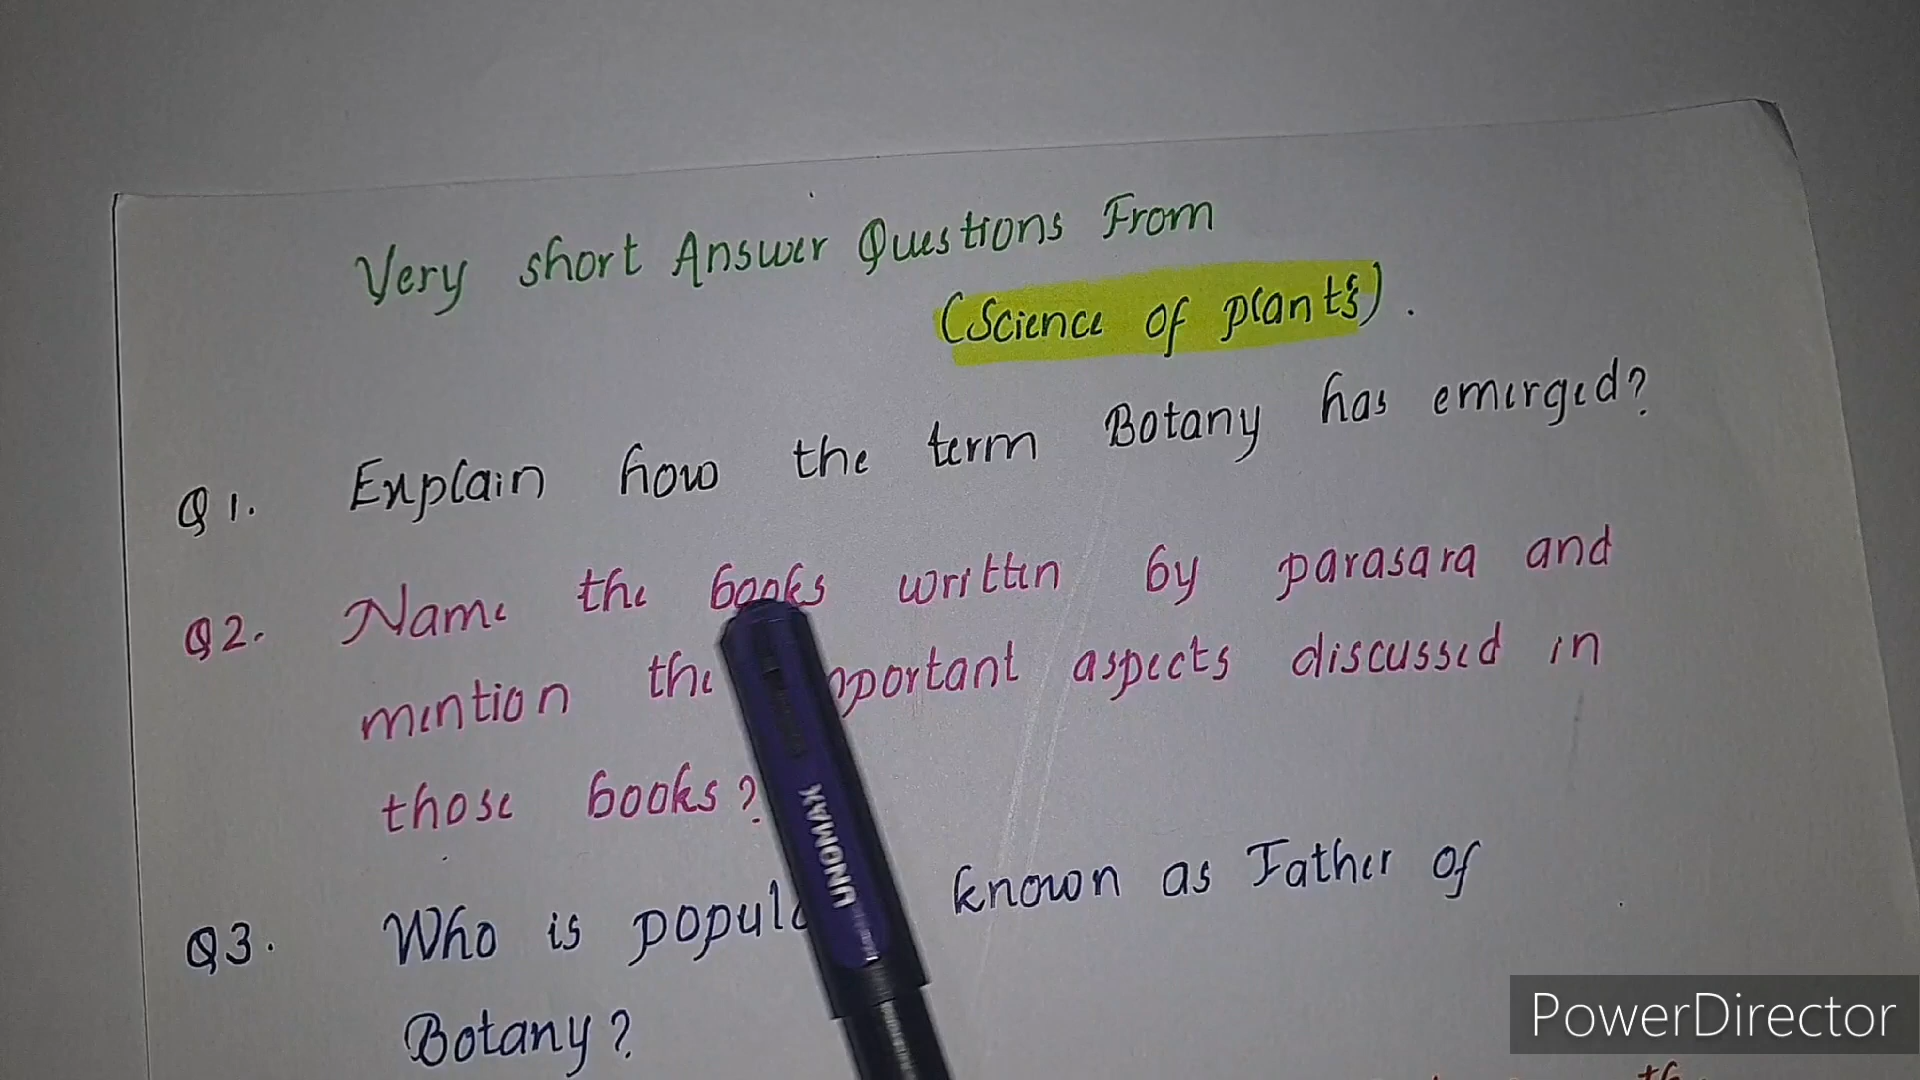 Very short Answer Questions From
(Science of plants).
Q1. Explain how the term Botany has emerged?
Q2. Name the books written by parasara and
mention the aspects discussed in
those books?
Q3. Who is known as Father of
Botany?
UNOMAX
PowerDirector